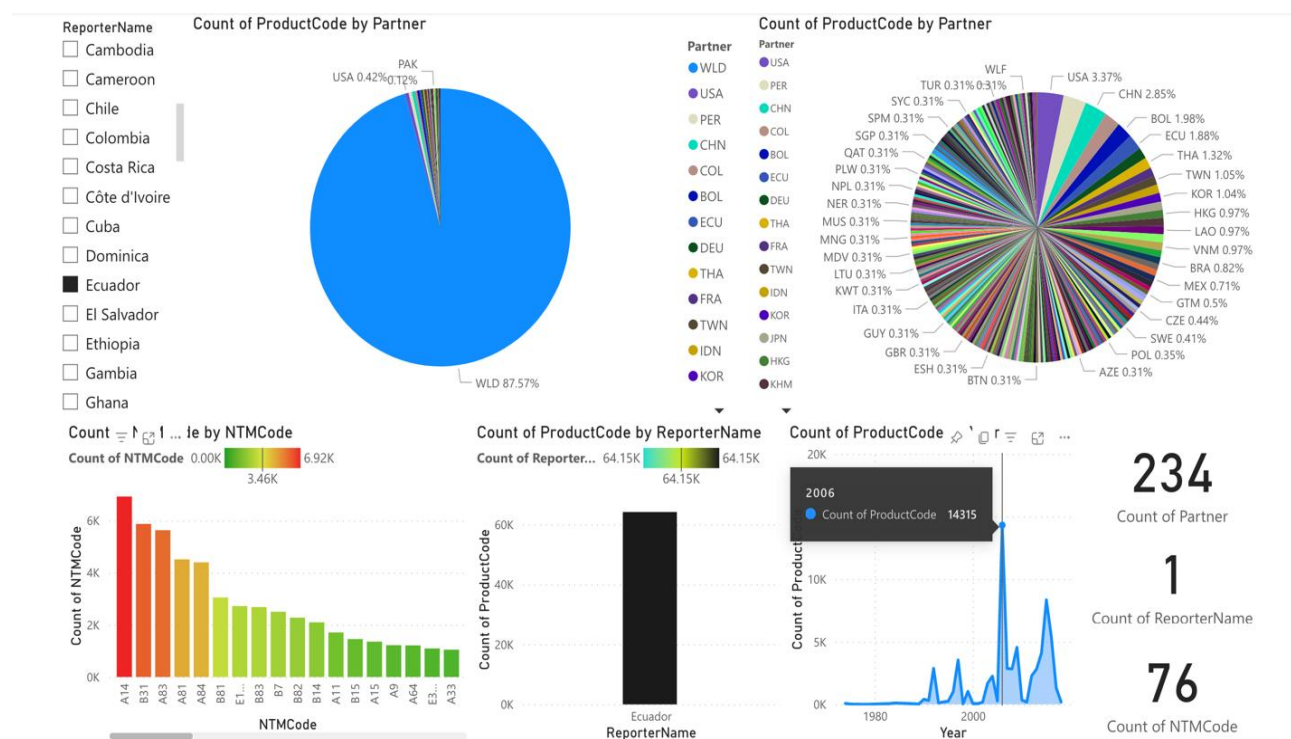 ReporterName
Cambodia
Cameroon
Chile
Colombia
Costa Rica
Côte d'Ivoire
Cuba
Dominica
Ecuador
El Salvador
Ethiopia
Gambia
Ghana
Count of ProductCode by Partner
PAK
USA 0.42%
0.12%
WLD 87.57%
Partner
WLD
USA
PER
CHN
COL
BOL
ECU
DEU
THA
FRA
TWN
IDN
KOR
Count of ProductCode by Partner
Partner
USA
PER
CHN
COL
BOL
ECU
DEU
THA
FRA
TWN
IDN
KOR
JPN
HKG
KHM
WLF
TUR 0.31%
0.31%
SYC 0.31%
SPM 0.31%
SGP 0.31%
QAT 0.31%
PLW 0.31%
NPL 0.31%
NER 0.31%
MUS 0.31%
MNG 0.31%
MDV 0.31%
LTU 0.31%
KWT 0.31%
ITA 0.31%
GUY 0.31%
GBR 0.31%
ESH 0.31%
BTN 0.31%
USA 3.37%
CHN 2.85%
BOL 1.98%
ECU 1.88%
THA 1.32%
TWN 1.05%
KOR 1.04%
HKG 0.97%
LAO 0.97%
VNM 0.97%
BRA 0.82%
MEX 0.71%
GTM 0.5%
CZE 0.44%
SWE 0.41%
POL 0.35%
AZE 0.31%
Count ... by NTMCode
Count of NTMCode 0.00K 6.92K
3.46K
Count of NTMCode
6K
4K
2K
0K
A14
B31
A83
A81
A84
B81
E1...
B83
B7
B82
B14
A11
B15
A15
A9
A64
E3...
A33
NTMCode
Count of ProductCode by ReporterName
Count of Reporter... 64.15K 64.15K
64.15K
Count of ProductCode
60K
40K
20K
0K
Ecuador
ReporterName
Count of ProductCode
20K
2006
Count of ProductCode 14315
10K
5K
0K
1980
2000
Year
234
Count of Partner
1
Count of ReporterName
76
Count of NTMCode